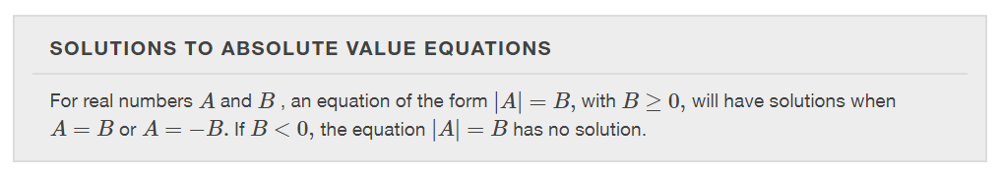 SOLUTIONS TO ABSOLUTE VALUE EQUATIONS
For real numbers A and B , an equation of the form |A| = B, with B ≥ 0, will have solutions when
A = B or A = −B. If B < 0, the equation |A| = B has no solution.